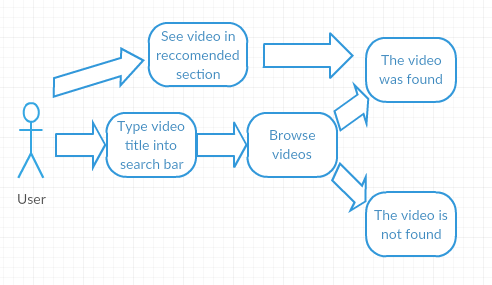 See video in
reccomended
section
The video
was found
Type video
title into
search bar
Browse
videos
User
The video is
not found